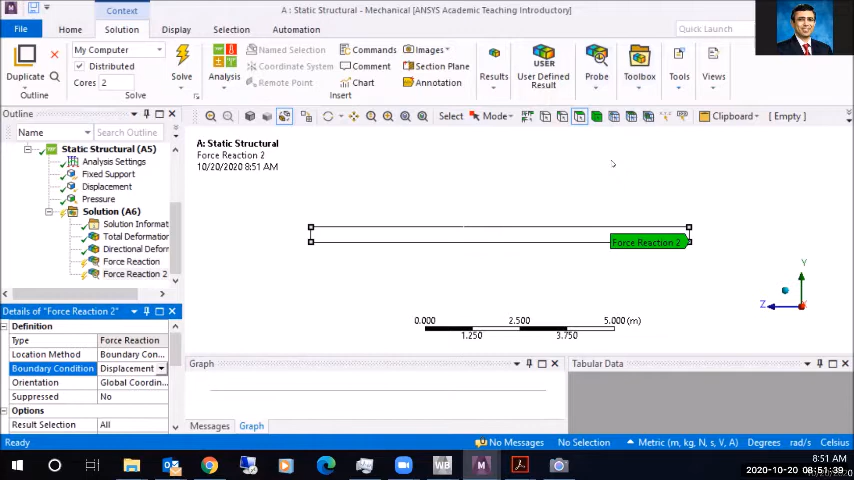 Context
A : Static Structural - Mechanical [ANSYS Academic Teaching Introductory]
File
Home
Solution
Display
Selection
Automation
Quick Launch
Duplicate
Outline
My Computer
Distributed
Cores 2
Solve
Solve
Analysis
Named Selection
Coordinate System
Remote Point
Commands
Comment
Chart
Images
Section Plane
Annotation
Insert
Results
User Defined
Result
Probe
Toolbox
Tools
Views
Outline
Name
Search Outline
Select
Mode
Clipboard
[ Empty ]
Static Structural (A5)
Analysis Settings
Fixed Support
Displacement
Pressure
Solution (A6)
Solution Informat
Total Deformation
Directional Deform
Force Reaction
Force Reaction 2
A: Static Structural
Force Reaction 2
10/20/2020 8:51 AM
Force Reaction 2
Y
Z
0.000
2.500
5.000 (m)
1.250
3.750
Details of "Force Reaction 2"
Definition
Type
Force Reaction
Location Method
Boundary Con...
Boundary Condition
Displacement
Orientation
Global Coordin...
Suppressed
No
Options
Result Selection
All
Graph
Tabular Data
Messages
Graph
Ready
No Messages
No Selection
Metric (m, kg, N, s, V, A)
Degrees
rad/s
Celsius
WB
M
8:51 AM
2020-10-20 08:51:39